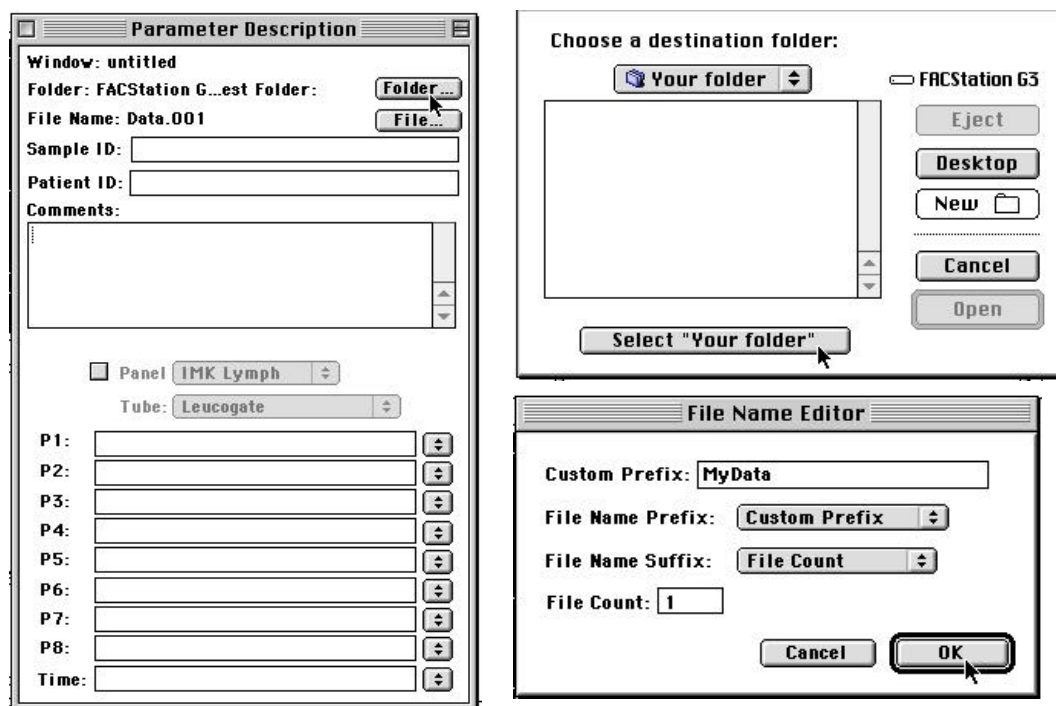 Parameter Description
Window: untitled
Folder: FACStation G...est Folder:
Folder...
File Name: Data.001
File...
Sample ID:
Patient ID:
Comments:
Panel
IMK Lymph
Tube:
Leucogate
P1:
P2:
P3:
P4:
P5:
P6:
P7:
P8:
Time:
Choose a destination folder:
Your folder
FACStation G3
Eject
Desktop
New
Cancel
Open
Select "Your folder"
File Name Editor
Custom Prefix: MyData
File Name Prefix: Custom Prefix
File Name Suffix: File Count
File Count: 1
Cancel
OK